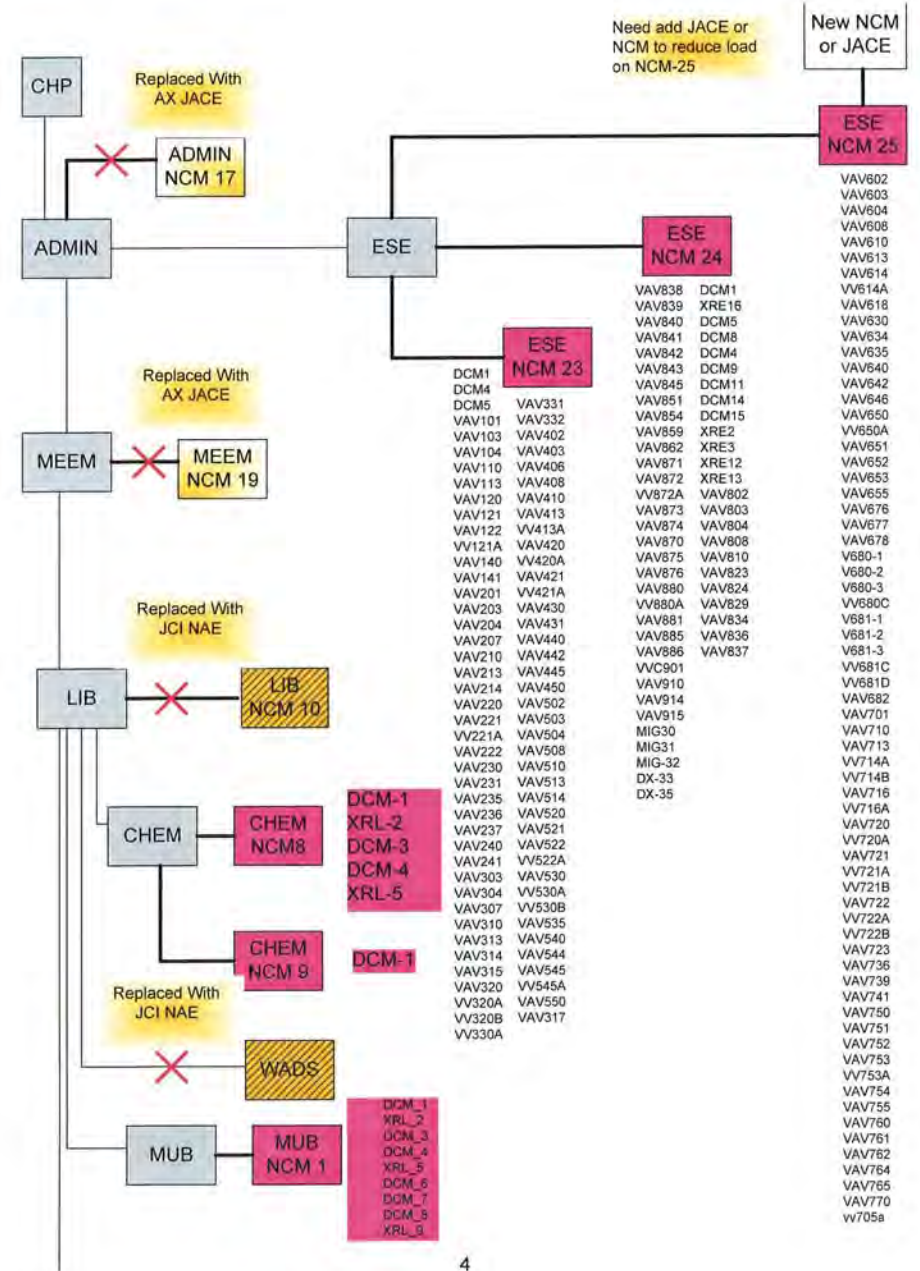 Need add JACE or
NCM to reduce load
on NCM-25
New NCM
or JACE
CHP
Replaced With
AX JACE
ADMIN
NCM 17
ESE
NCM 25
ADMIN
ESE
ESE
NCM 24
ESE
NCM 23
Replaced With
AX JACE
MEEM
MEEM
NCM 19
Replaced With
JCI NAE
LIB
LIB
NCM 10
CHEM
CHEM
NCM8
DCM-1
XRL-2
DCM-3
DCM-4
XRL-5
CHEM
NCM 9
DCM-1
Replaced With
JCI NAE
WADS
MUB
MUB
NCM 1
DCM_1
XRL_2
DCM_3
DCM_4
XRL_5
DCM_6
DCM_7
DCM_8
XRL_9
DCM1
DCM4
DCM5
VAV101
VAV103
VAV104
VAV110
VAV113
VAV120
VAV121
VAV122
VV121A
VAV140
VAV141
VAV201
VAV203
VAV204
VAV207
VAV210
VAV213
VAV214
VAV220
VAV221
VV221A
VAV222
VAV230
VAV231
VAV235
VAV236
VAV237
VAV240
VAV241
VAV303
VAV304
VAV307
VAV310
VAV313
VAV314
VAV315
VAV320
VV320A
VV320B
VV330A
VAV331
VAV332
VAV402
VAV403
VAV406
VAV408
VAV410
VAV413
VV413A
VAV420
VV420A
VAV421
VV421A
VAV430
VAV431
VAV440
VAV442
VAV445
VAV450
VAV502
VAV503
VAV504
VAV508
VAV510
VAV513
VAV514
VAV520
VAV521
VAV522
VV522A
VAV530
VV530A
VV530B
VAV535
VAV540
VAV544
VAV545
VV545A
VAV550
VAV317
VAV838
VAV839
VAV840
VAV841
VAV842
VAV843
VAV845
VAV851
VAV854
VAV859
VAV862
VAV871
VAV872
VV872A
VAV873
VAV874
VAV870
VAV875
VAV876
VAV880
VV880A
VAV881
VAV885
VAV886
VVC901
VAV910
VAV914
VAV915
MIG30
MIG31
MIG-32
DX-33
DX-35
DCM1
XRE16
DCM5
DCM8
DCM4
DCM9
DCM11
DCM14
DCM15
XRE2
XRE3
XRE12
XRE13
VAV802
VAV803
VAV804
VAV808
VAV810
VAV823
VAV824
VAV829
VAV834
VAV836
VAV837
VAV602
VAV603
VAV604
VAV608
VAV610
VAV613
VAV614
VV614A
VAV618
VAV630
VAV634
VAV635
VAV640
VAV642
VAV646
VAV650
VV650A
VAV651
VAV652
VAV653
VAV655
VAV676
VAV677
VAV678
V680-1
V680-2
V680-3
VV680C
V681-1
V681-2
V681-3
VV681C
VV681D
VAV682
VAV701
VAV710
VAV713
VV714A
VV714B
VAV716
VV716A
VAV720
VV720A
VAV721
VV721A
VV721B
VAV722
VV722A
VV722B
VAV723
VAV736
VAV739
VAV741
VAV750
VAV751
VAV752
VAV753
VV753A
VAV754
VAV755
VAV760
VAV761
VAV762
VAV764
VAV765
VAV770
vv705a
4